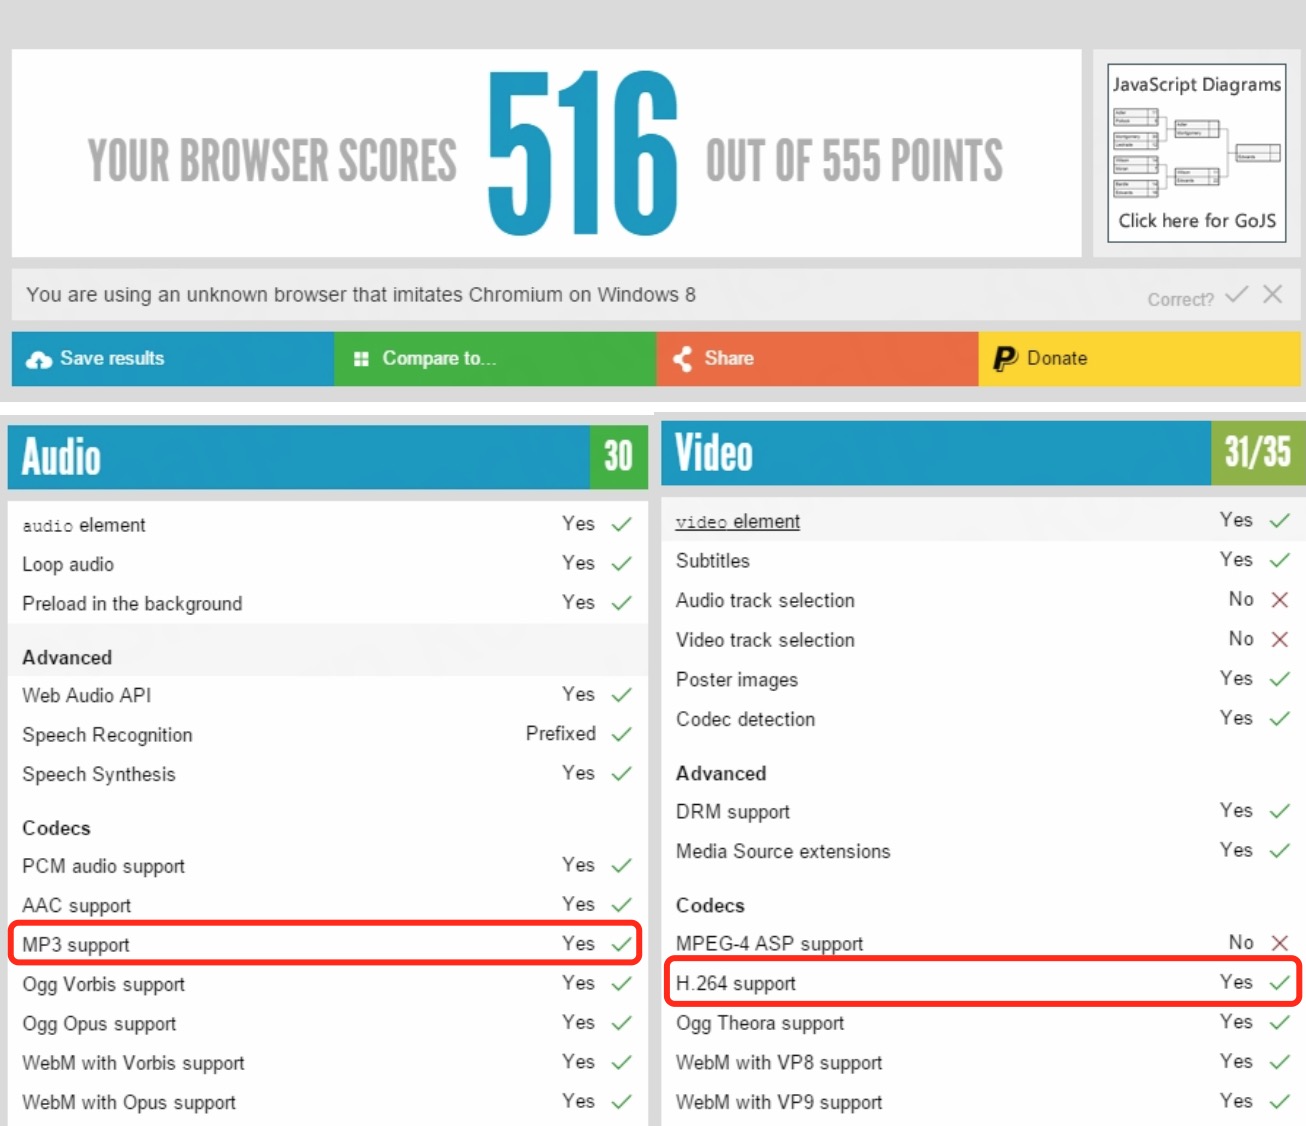 YOUR BROWSER SCORES 516 OUT OF 555 POINTS
JavaScript Diagrams
Click here for GoJS
You are using an unknown browser that imitates Chromium on Windows 8
Correct?
Save results
Compare to...
Share
Donate
Audio 30
audio element Yes
Loop audio Yes
Preload in the background Yes
Advanced
Web Audio API Yes
Speech Recognition Prefixed
Speech Synthesis Yes
Codecs
PCM audio support Yes
AAC support Yes
MP3 support Yes
Ogg Vorbis support Yes
Ogg Opus support Yes
WebM with Vorbis support Yes
WebM with Opus support Yes
Video 31/35
video element Yes
Subtitles Yes
Audio track selection No
Video track selection No
Poster images Yes
Codec detection Yes
Advanced
DRM support Yes
Media Source extensions Yes
Codecs
MPEG-4 ASP support No
H.264 support Yes
Ogg Theora support Yes
WebM with VP8 support Yes
WebM with VP9 support Yes